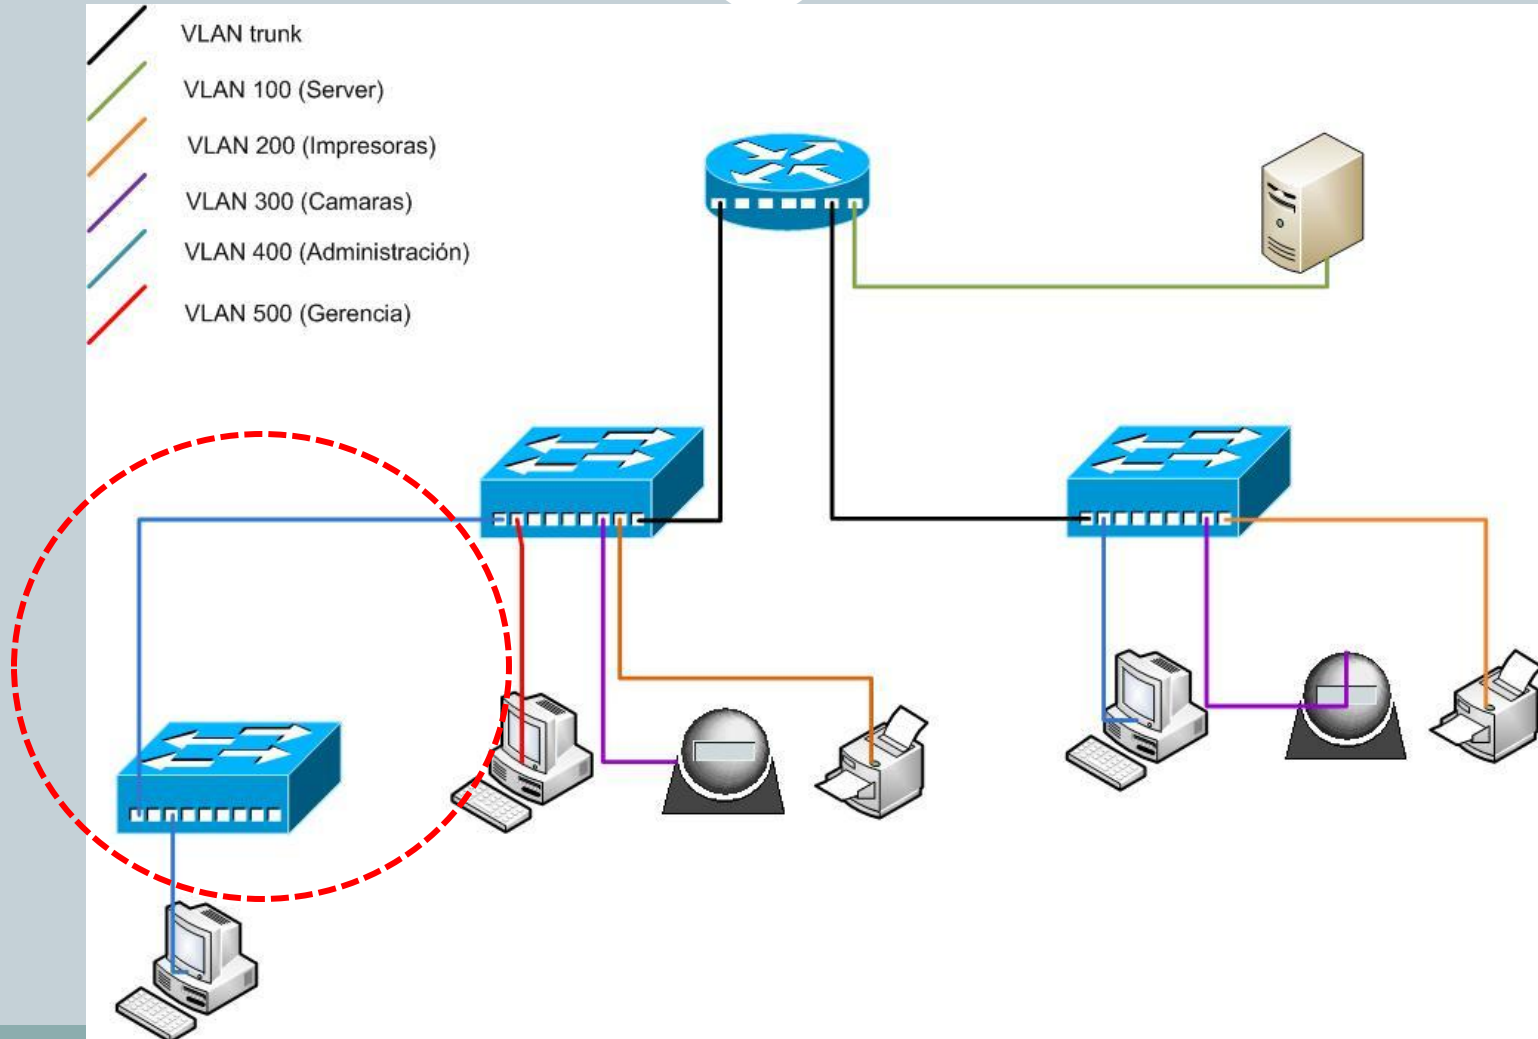 VLAN trunk
VLAN 100 (Server)
VLAN 200 (Impresoras)
VLAN 300 (Camaras)
VLAN 400 (Administración)
VLAN 500 (Gerencia)